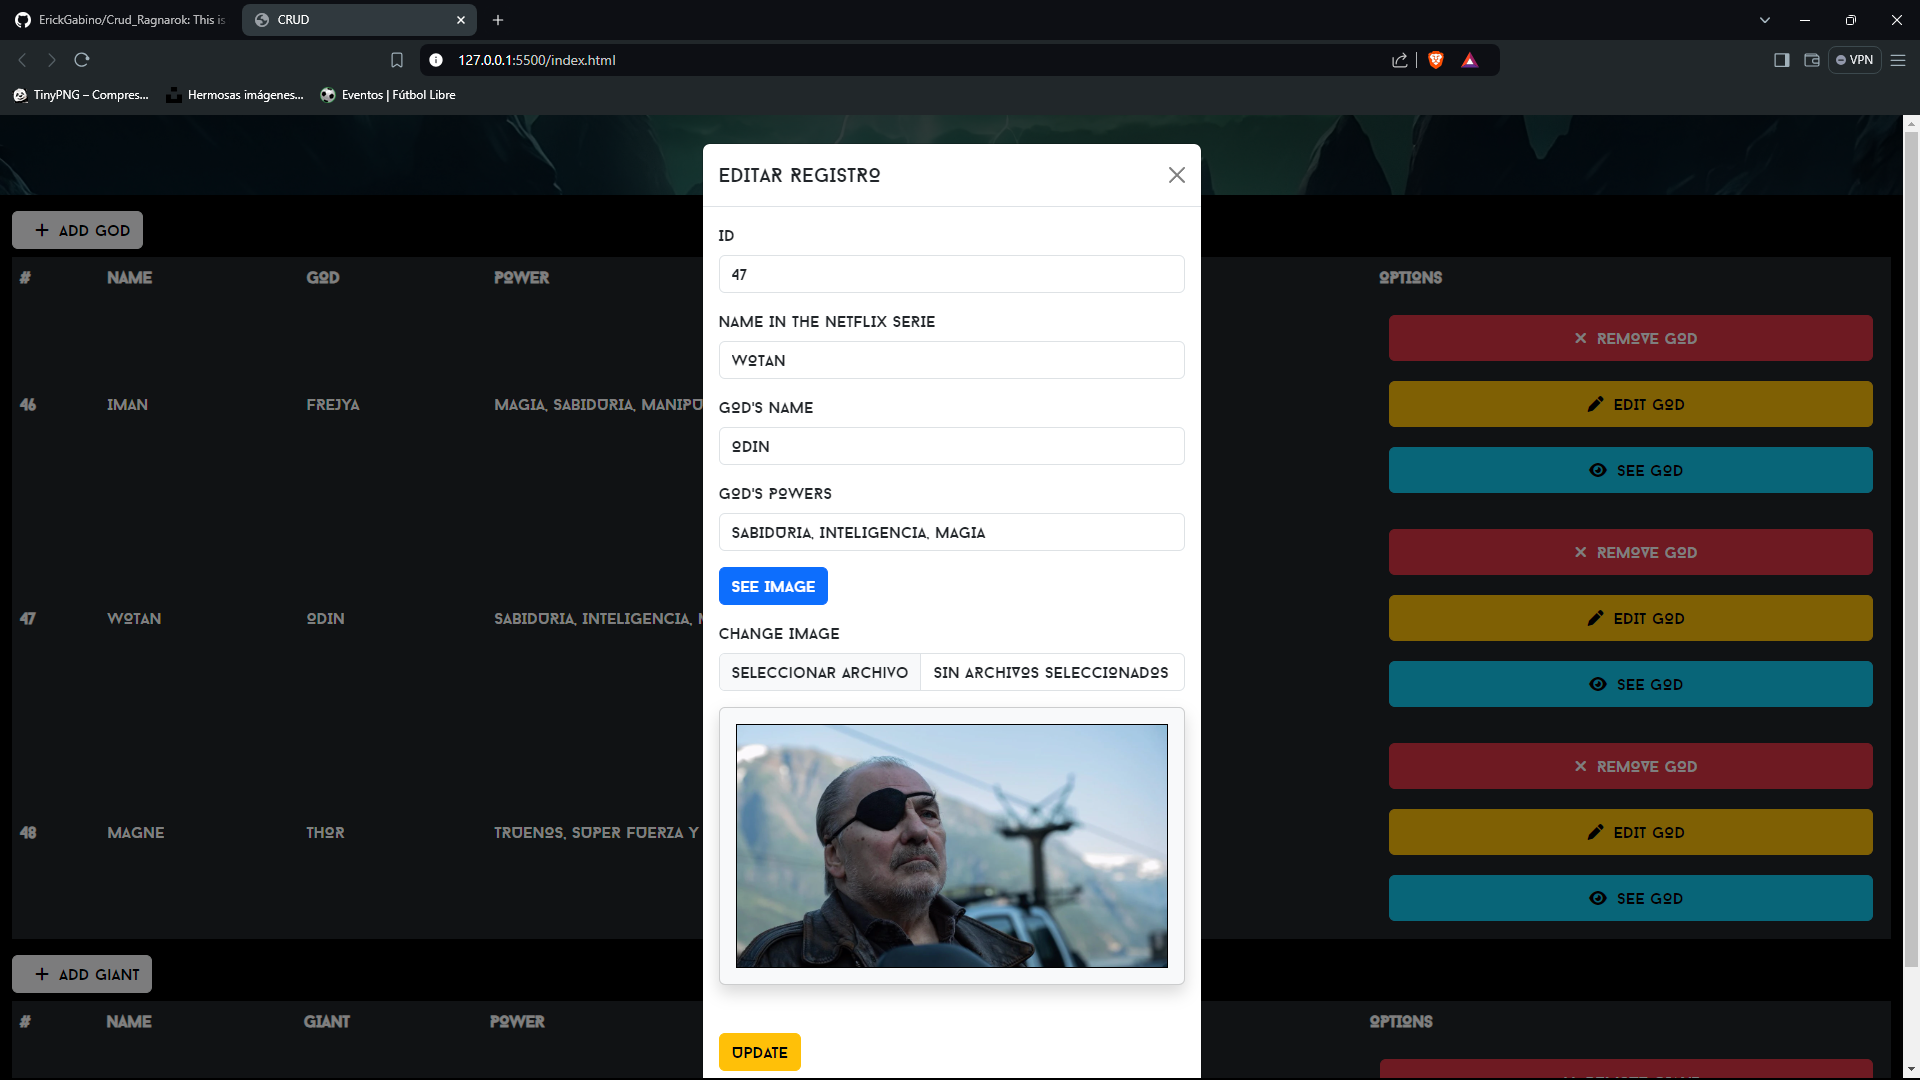 ErickGabino/Crud_Ragnarok: This is
CRUD
127.0.0.1:5500/index.html
VPN
TinyPNG – Compres...
Hermosas imágenes...
Eventos | Fútbol Libre
EDITAR REGISTRO
ADD GOD
# NAME GOD POWER OPTIONS
ID
47
NAME IN THE NETFLIX SERIE
WOTAN
GOD'S NAME
ODIN
GOD'S POWERS
SABIDURIA, INTELIGENCIA, MAGIA
SEE IMAGE
CHANGE IMAGE
SELECCIONAR ARCHIVO SIN ARCHIVOS SELECCIONADOS
UPDATE
REMOVE GOD
46 IMAN FREJYA MAGIA, SABIDURIA, MANIPU
EDIT GOD
SEE GOD
REMOVE GOD
47 WOTAN ODIN SABIDURIA, INTELIGENCIA,
EDIT GOD
SEE GOD
REMOVE GOD
48 MAGNE THOR TRUENOS, SUPER FUERZA Y
EDIT GOD
SEE GOD
ADD GIANT
# NAME GIANT POWER OPTIONS